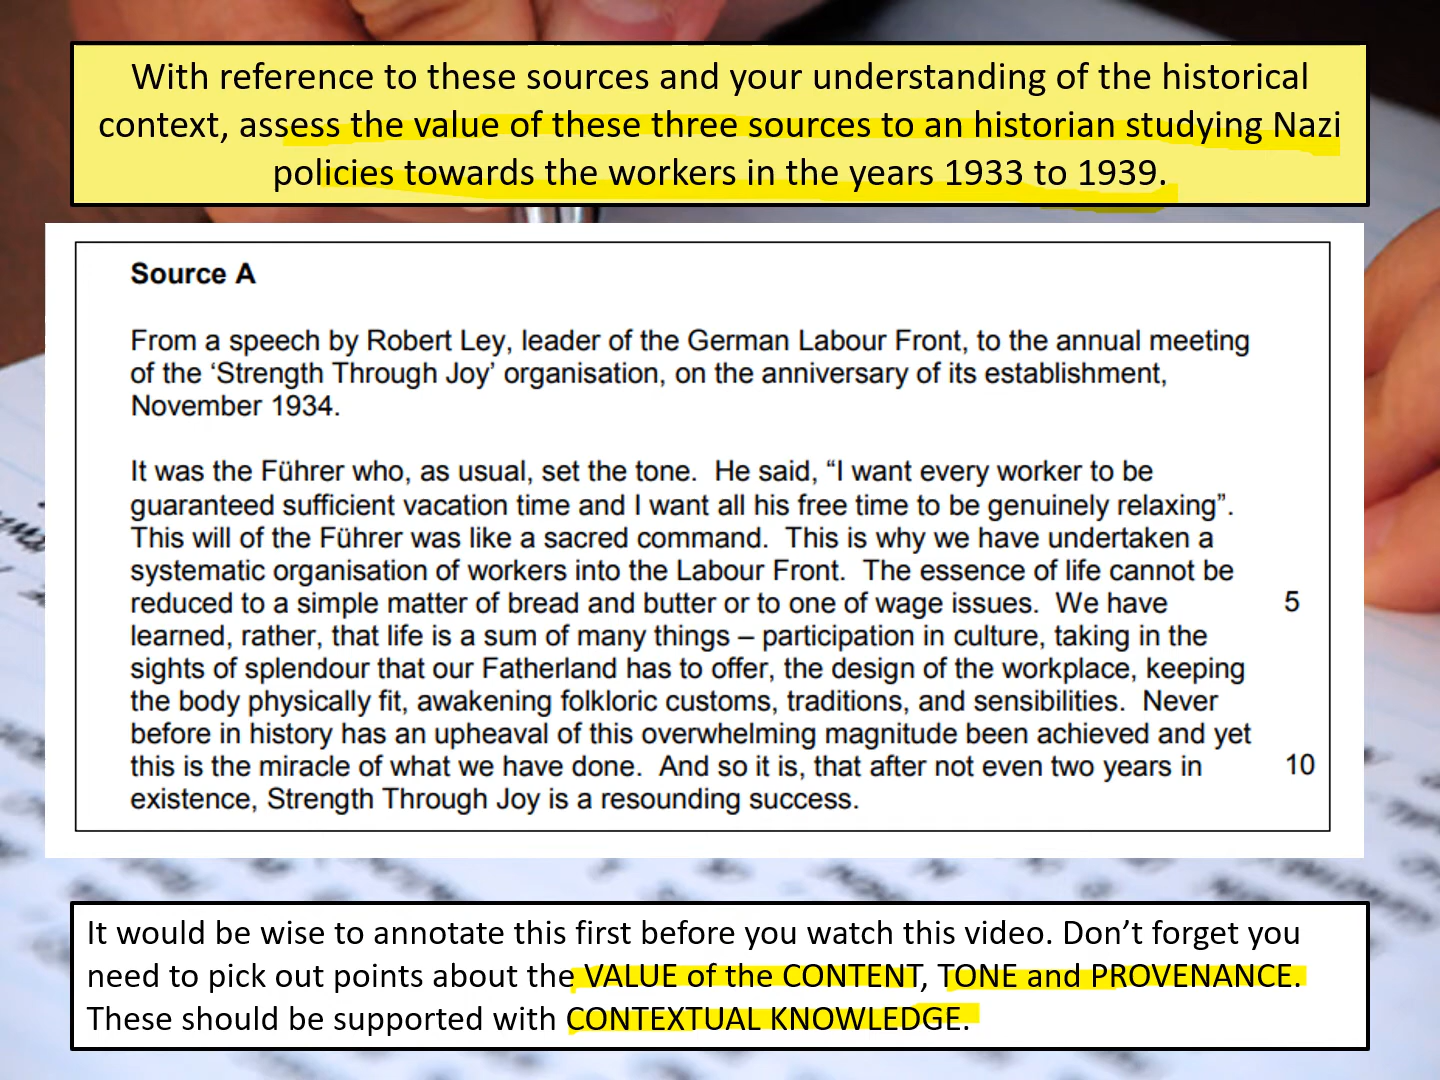 With reference to these sources and your understanding of the historical
context, assess the value of these three sources to an historian studying Nazi
policies towards the workers in the years 1933 to 1939.
Source A
From a speech by Robert Ley, leader of the German Labour Front, to the annual meeting
of the ‘Strength Through Joy’ organisation, on the anniversary of its establishment,
November 1934.
It was the Führer who, as usual, set the tone.  He said, “I want every worker to be
guaranteed sufficient vacation time and I want all his free time to be genuinely relaxing”.
This will of the Führer was like a sacred command.  This is why we have undertaken a
systematic organisation of workers into the Labour Front.  The essence of life cannot be
reduced to a simple matter of bread and butter or to one of wage issues.  We have 5
learned, rather, that life is a sum of many things – participation in culture, taking in the
sights of splendour that our Fatherland has to offer, the design of the workplace, keeping
the body physically fit, awakening folkloric customs, traditions, and sensibilities.  Never
before in history has an upheaval of this overwhelming magnitude been achieved and yet
this is the miracle of what we have done.  And so it is, that after not even two years in 10
existence, Strength Through Joy is a resounding success.
It would be wise to annotate this first before you watch this video. Don’t forget you
need to pick out points about the VALUE of the CONTENT, TONE and PROVENANCE.
These should be supported with CONTEXTUAL KNOWLEDGE.